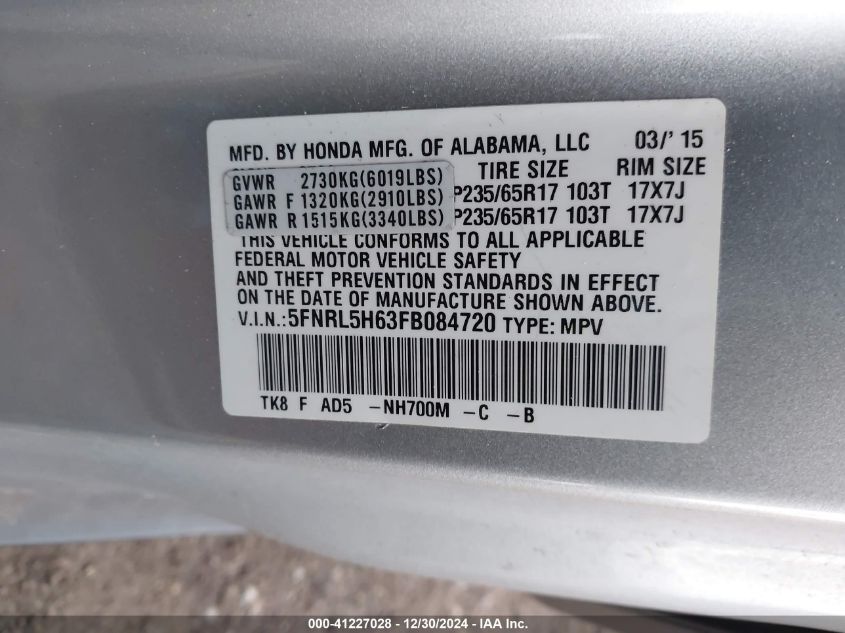 MFD. BY HONDA MFG. OF ALABAMA, LLC 03/'15
TIRE SIZE RIM SIZE
GVWR 2730KG(6019LBS)
GAWR F 1320KG(2910LBS) P235/65R17 103T 17X7J
GAWR R 1515KG(3340LBS) P235/65R17 103T 17X7J
THIS VEHICLE CONFORMS TO ALL APPLICABLE
FEDERAL MOTOR VEHICLE SAFETY
AND THEFT PREVENTION STANDARDS IN EFFECT
ON THE DATE OF MANUFACTURE SHOWN ABOVE.
V.I.N.:5FNRL5H63FB084720 TYPE: MPV
TK8 F AD5 -NH700M -C -B
000-41227028 - 12/30/2024 - IAA Inc.